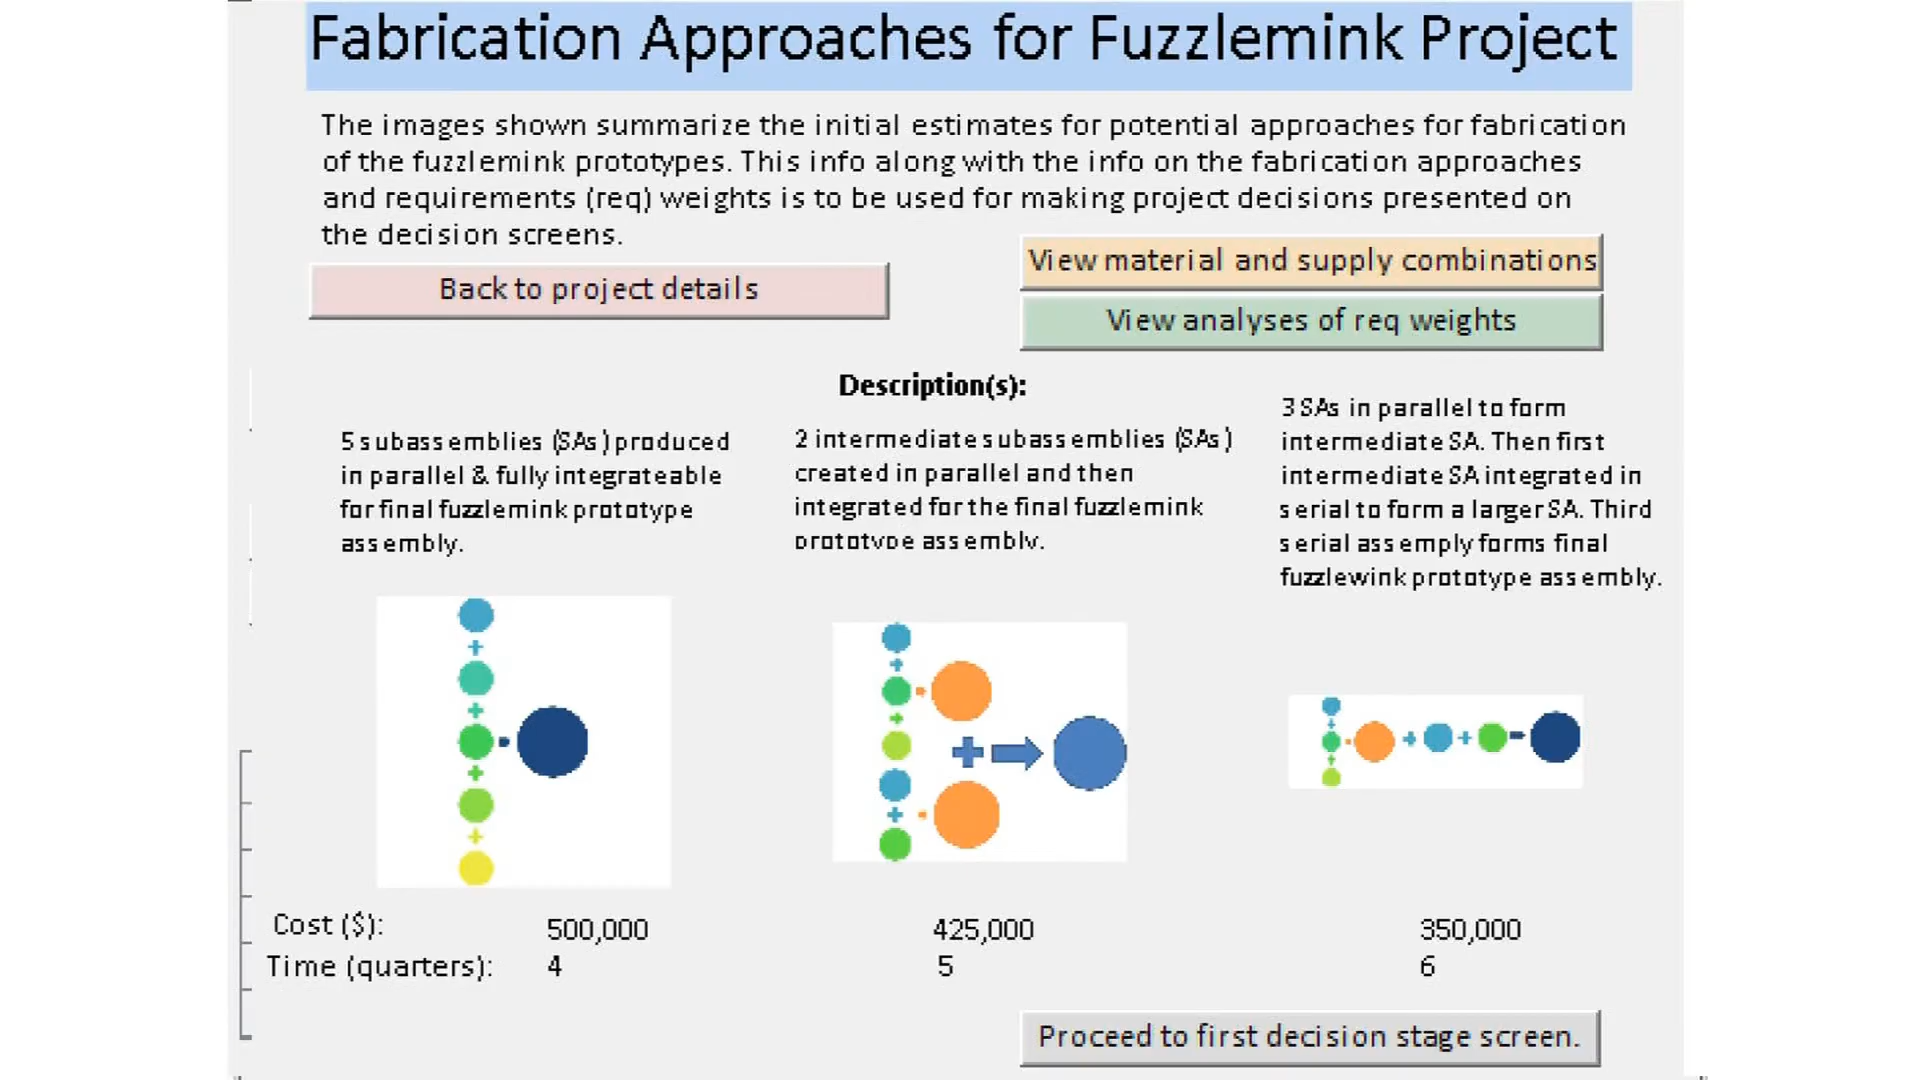 Fabrication Approaches for Fuzzlemink Project
The images shown summarize the initial estimates for potential approaches for fabrication
of the fuzzlemink prototypes. This info along with the info on the fabrication approaches
and requirements (req) weights is to be used for making project decisions presented on
the decision screens.
View material and supply combinations
Back to project details
View analyses of req weights
Description(s):
5 subassemblies (SAs) produced
in parallel & fully integrateable
for final fuzzlemink prototype
assembly.
2 intermediate subassemblies (SAs)
created in parallel and then
integrated for the final fuzzlemink
prototype assembly.
3 SAs in parallel to form
intermediate SA. Then first
intermediate SA integrated in
serial to form a larger SA. Third
serial assemply forms final
fuzzlewink prototype assembly.
Cost ($): 500,000 425,000 350,000
Time (quarters): 4 5 6
Proceed to first decision stage screen.